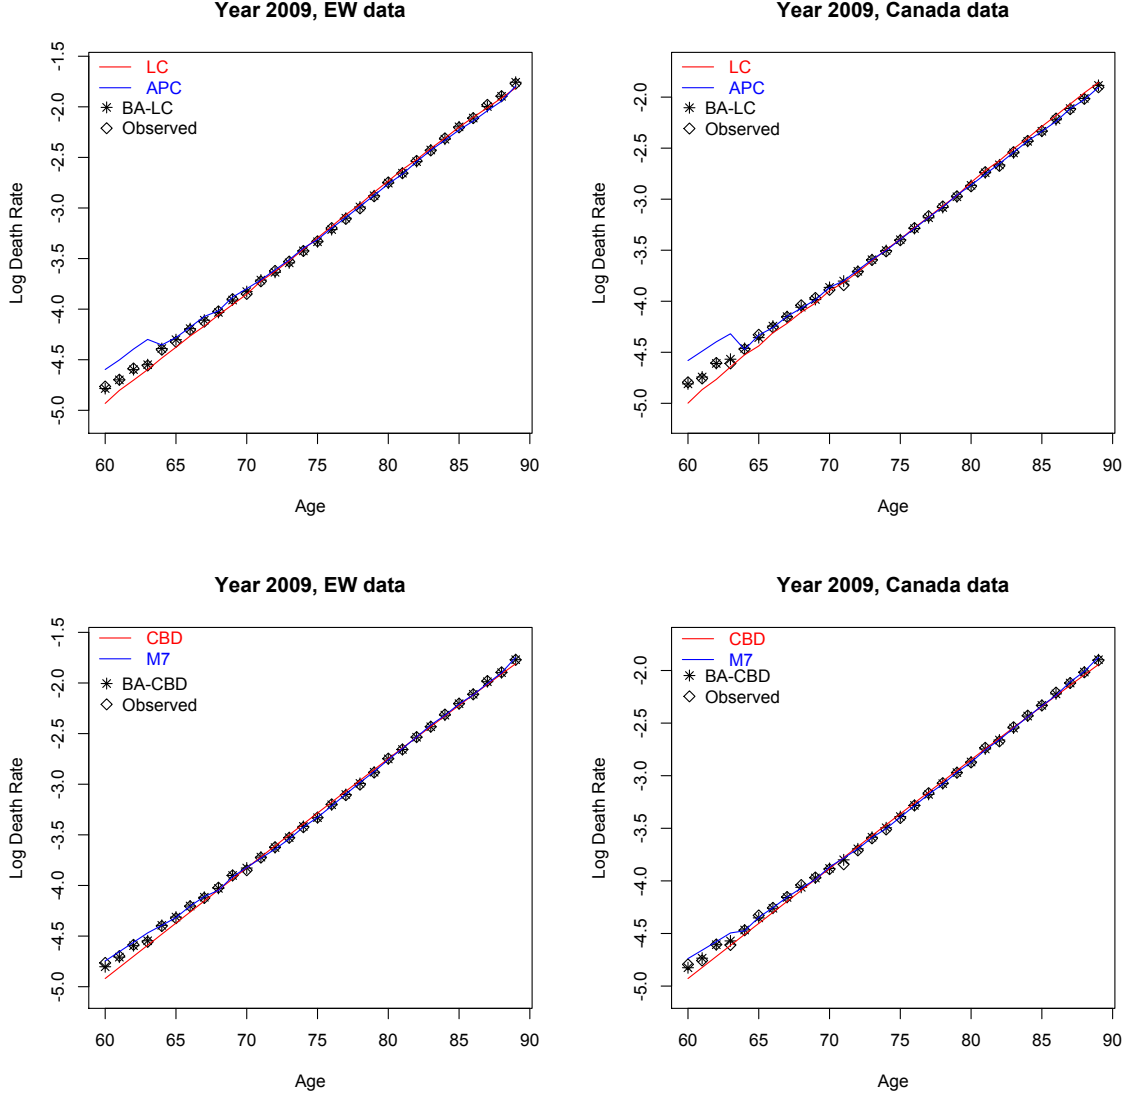 Year 2009, EW data
LC
APC
BA-LC
Observed
Log Death Rate
-1.5
-2.0
-2.5
-3.0
-3.5
-4.0
-4.5
-5.0
60 65 70 75 80 85 90
Age
Year 2009, Canada data
LC
APC
BA-LC
Observed
Log Death Rate
-2.0
-2.5
-3.0
-3.5
-4.0
-4.5
-5.0
60 65 70 75 80 85 90
Age
Year 2009, EW data
CBD
M7
BA-CBD
Observed
Log Death Rate
-1.5
-2.0
-2.5
-3.0
-3.5
-4.0
-4.5
-5.0
60 65 70 75 80 85 90
Age
Year 2009, Canada data
CBD
M7
BA-CBD
Observed
Log Death Rate
-2.0
-2.5
-3.0
-3.5
-4.0
-4.5
-5.0
60 65 70 75 80 85 90
Age